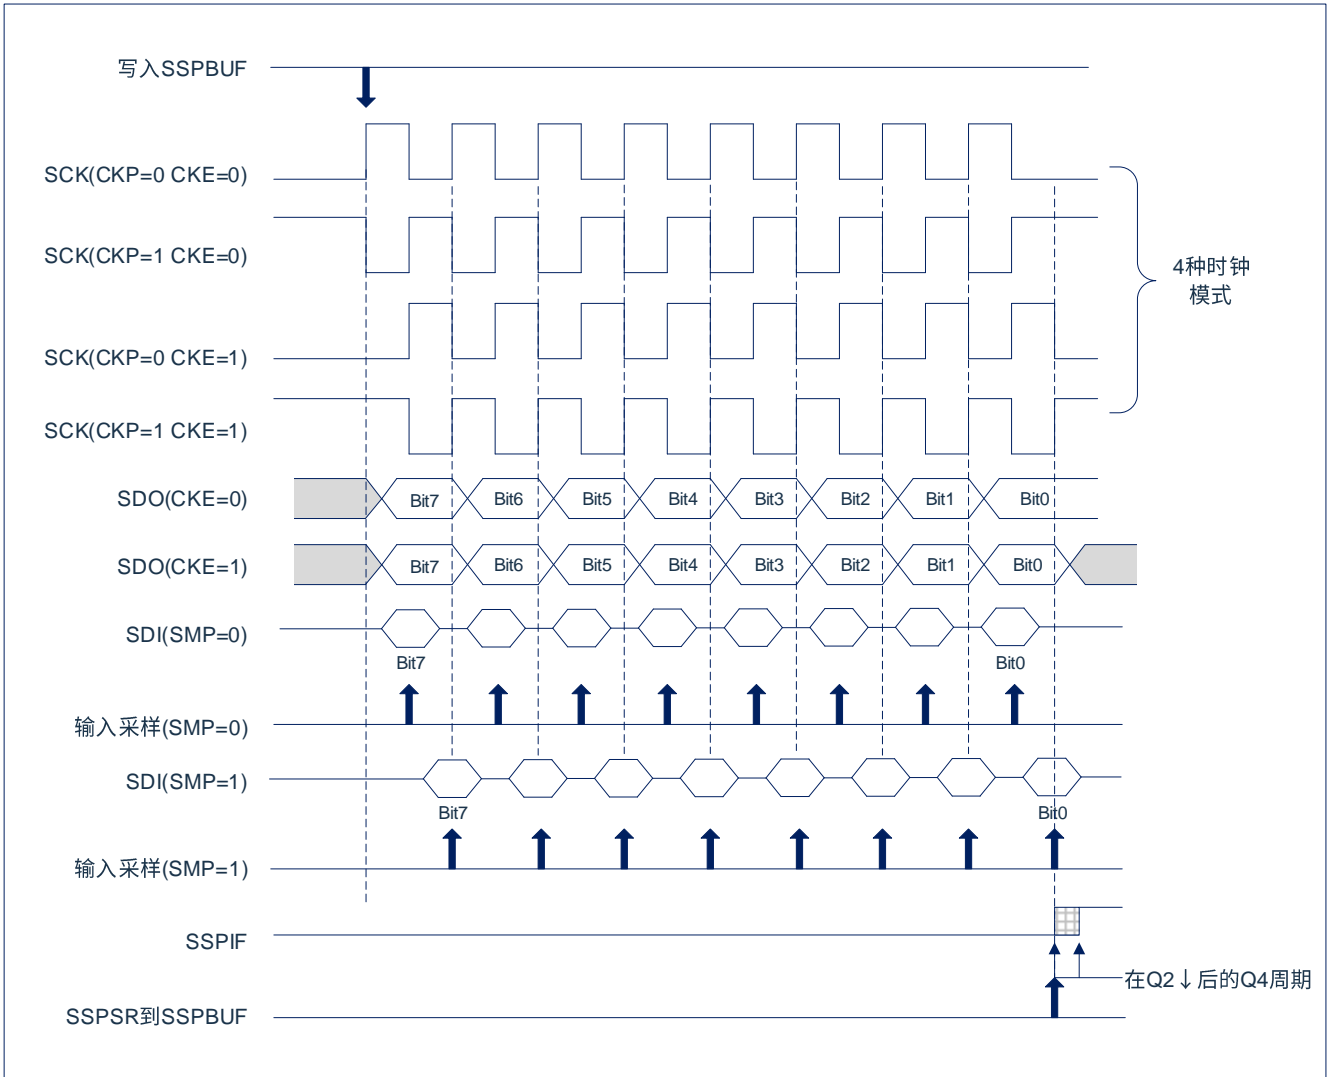 写入SSPBUF
SCK(CKP=0 CKE=0)
SCK(CKP=1 CKE=0)
4种时钟
模式
SCK(CKP=0 CKE=1)
SCK(CKP=1 CKE=1)
SDO(CKE=0)
Bit7 Bit6 Bit5 Bit4 Bit3 Bit2 Bit1 Bit0
SDO(CKE=1)
Bit7 Bit6 Bit5 Bit4 Bit3 Bit2 Bit1 Bit0
SDI(SMP=0)
Bit7 Bit0
输入采样(SMP=0)
SDI(SMP=1)
Bit7 Bit0
输入采样(SMP=1)
SSPIF
在Q2↓后的Q4周期
SSPSR到SSPBUF